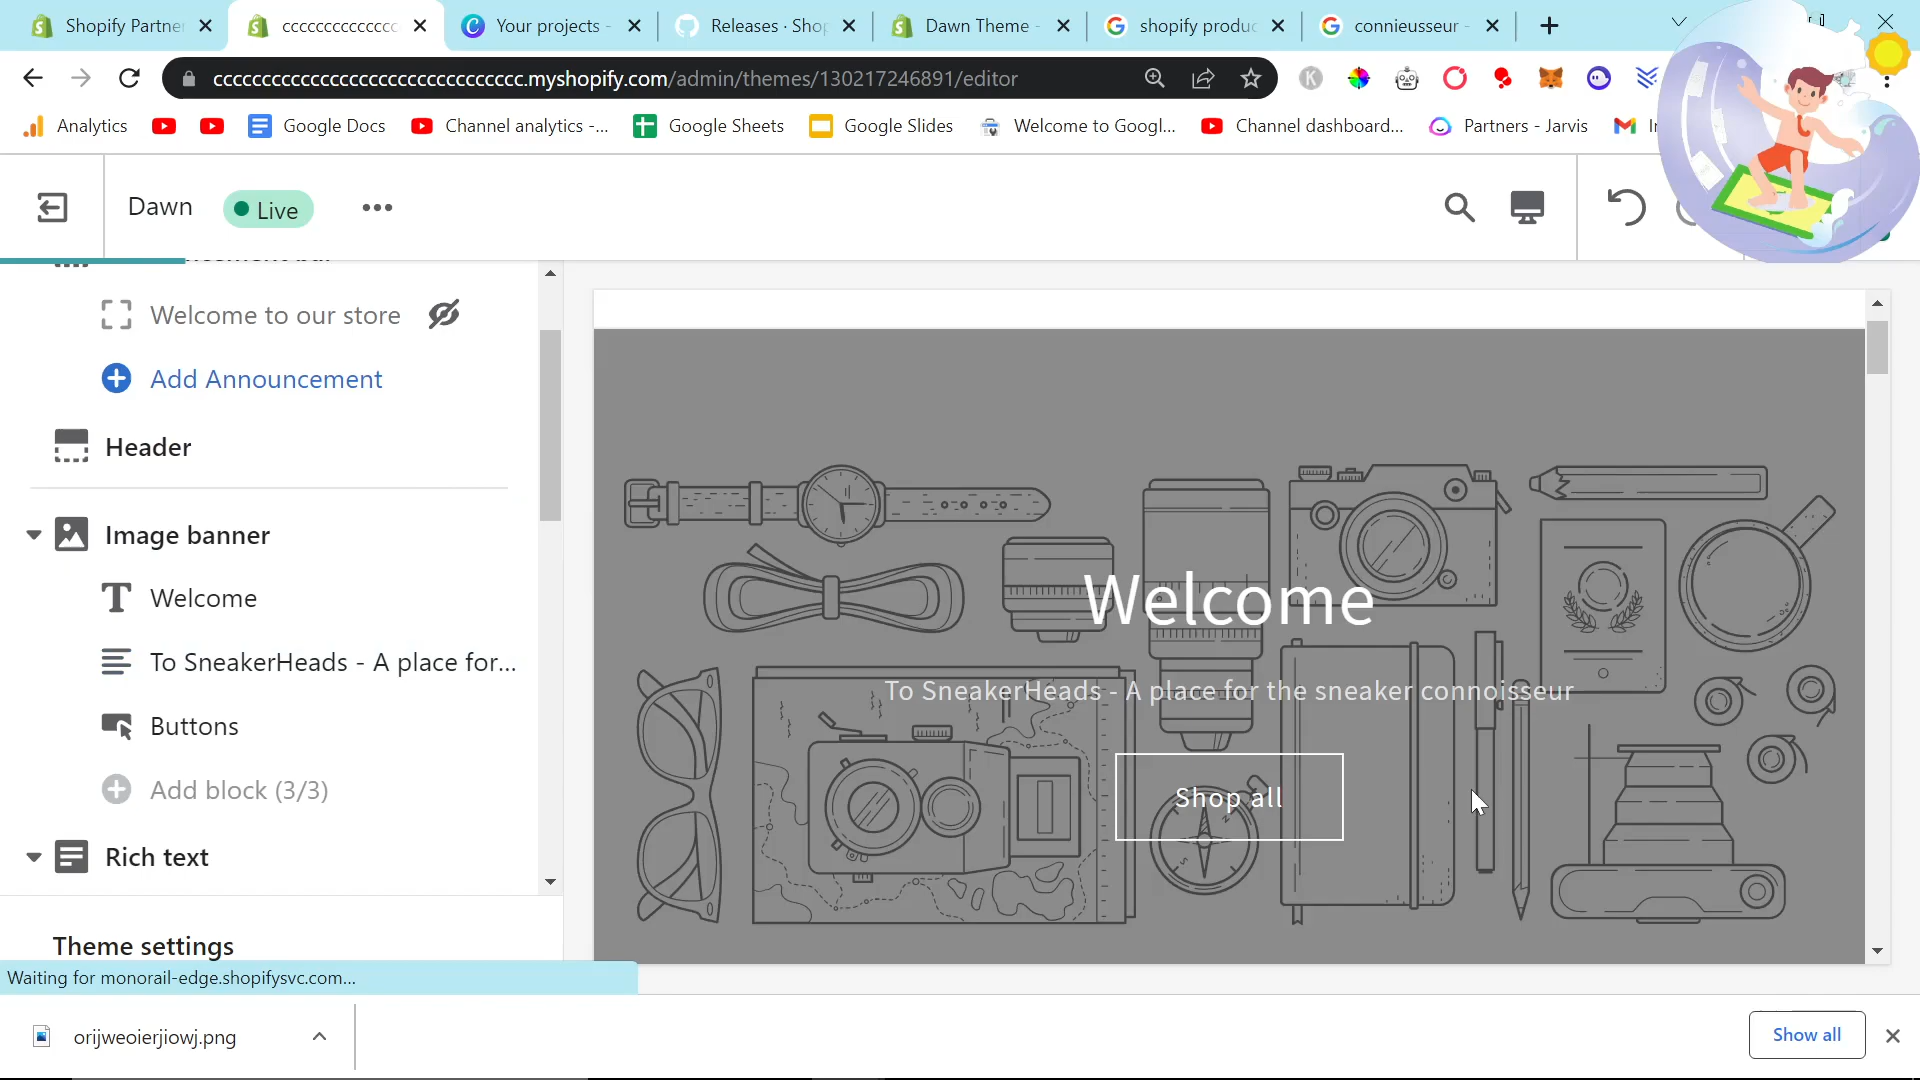 Shopify Partne
cccccccccccccc
Your projects -
Releases · Shop
Dawn Theme -
shopify produc
connieusseur -
cccccccccccccccccccccccccccccccc.myshopify.com/admin/themes/130217246891/editor
Analytics
Google Docs
Channel analytics -...
Google Sheets
Google Slides
Welcome to Googl...
Channel dashboard...
Partners - Jarvis
Dawn
Live
Welcome to our store
Add Announcement
Header
Image banner
Welcome
To SneakerHeads - A place for...
Buttons
Add block (3/3)
Rich text
Theme settings
Welcome
To SneakerHeads - A place for the sneaker connoisseur
Shop all
Waiting for monorail-edge.shopifysvc.com...
orijweoierjiowj.png
Show all